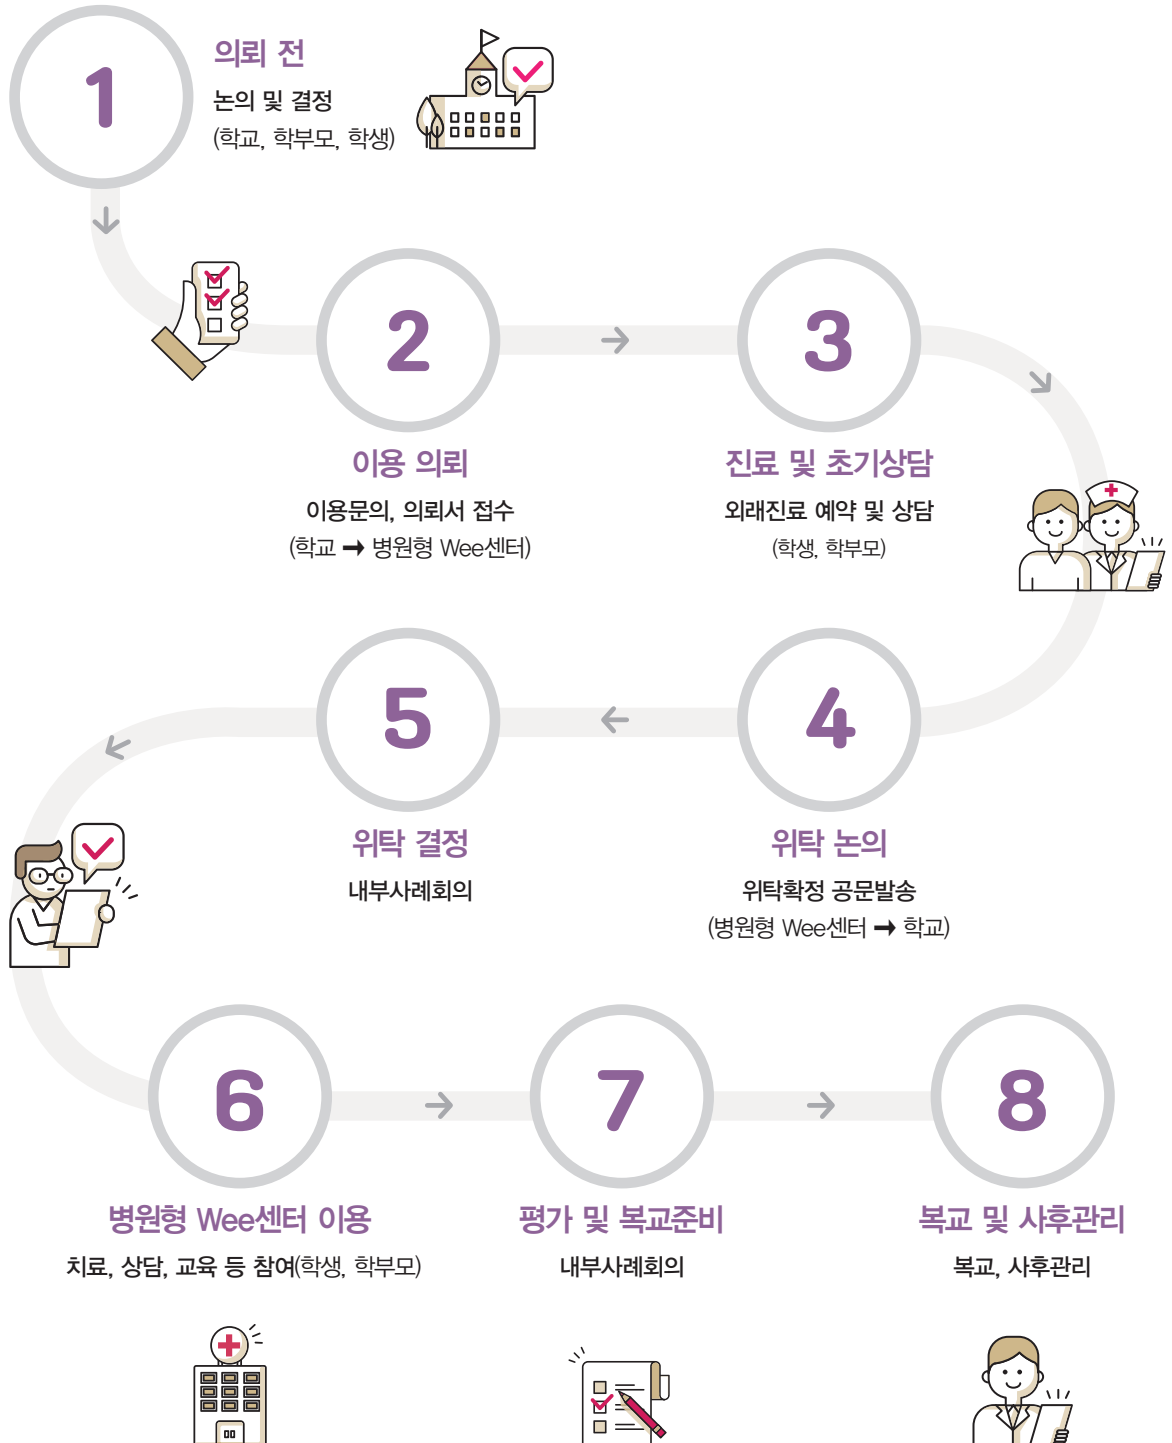 1
의뢰 전
논의 및 결정
(학교, 학부모, 학생)
2
이용 의뢰
이용문의, 의뢰서 접수
(학교 ➡ 병원형 Wee센터)
3
진료 및 초기상담
외래진료 예약 및 상담
(학생, 학부모)
4
위탁 논의
위탁확정 공문발송
(병원형 Wee센터 ➡ 학교)
5
위탁 결정
내부사례회의
6
병원형 Wee센터 이용
치료, 상담, 교육 등 참여(학생, 학부모)
7
평가 및 복교준비
내부사례회의
8
복교 및 사후관리
복교, 사후관리